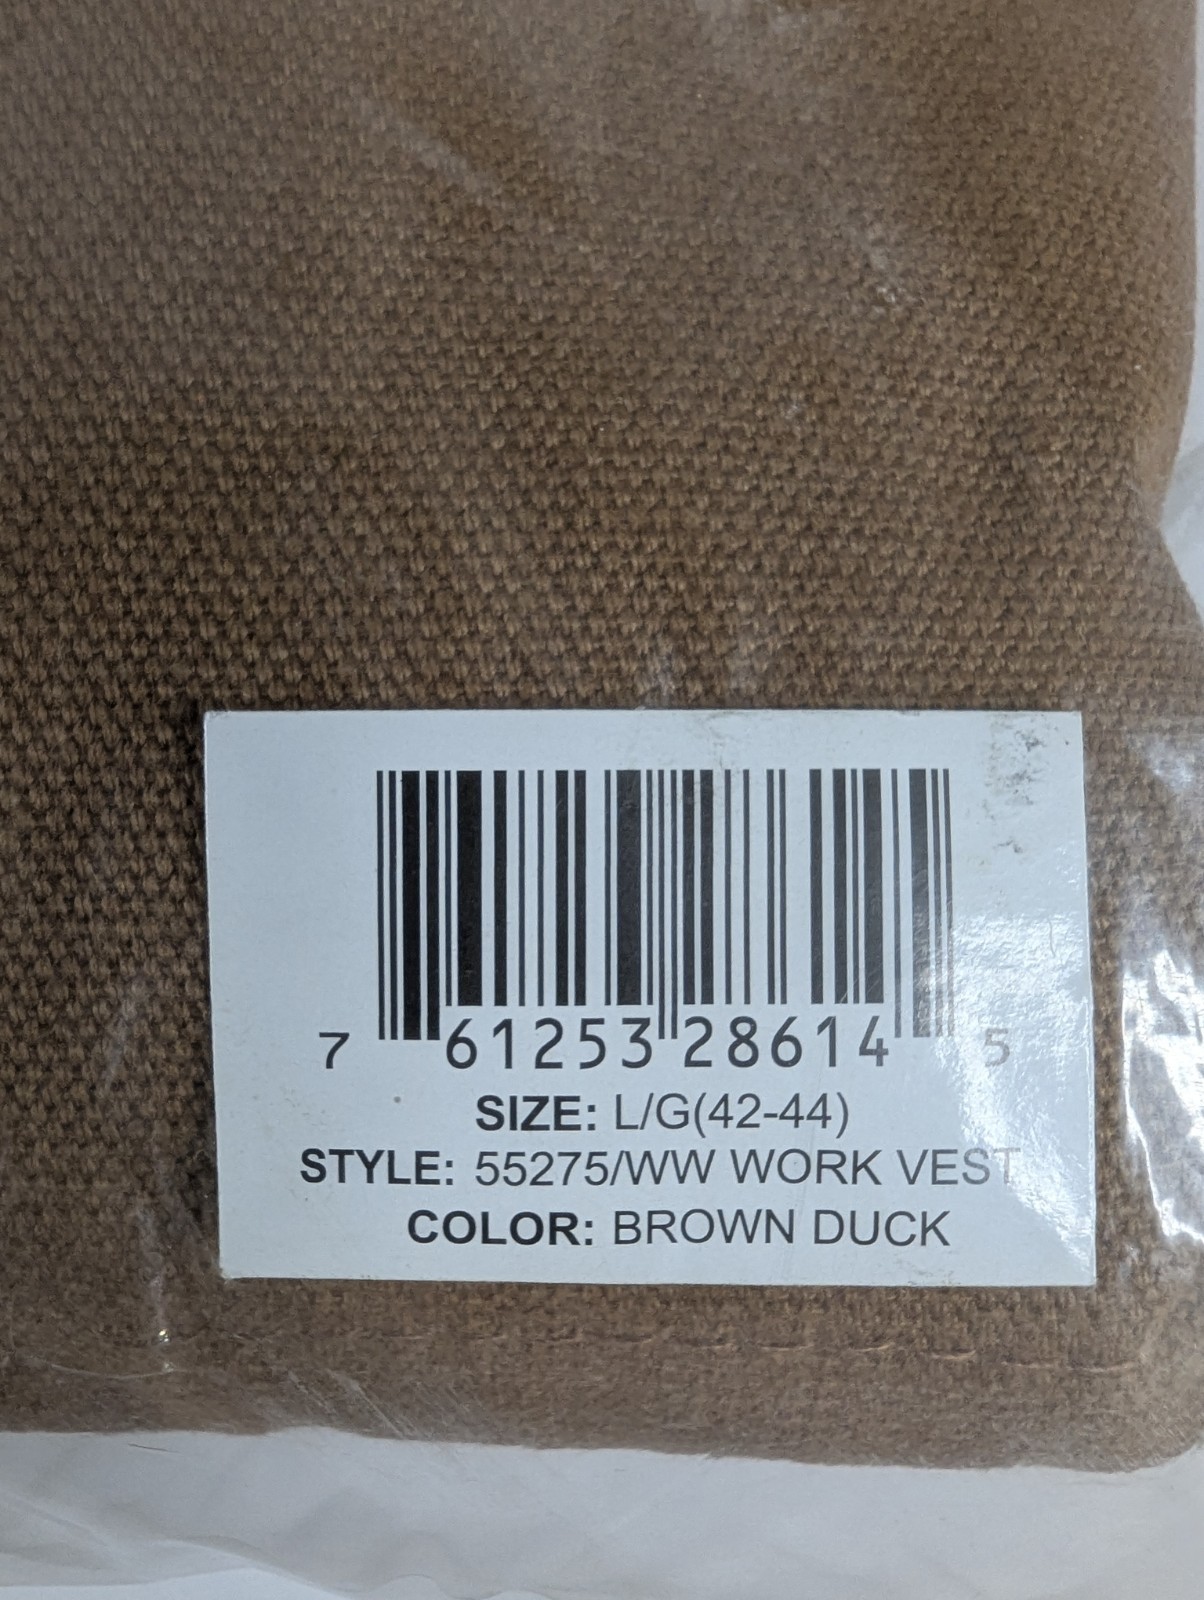 7 61253 28614 5
SIZE: L/G(42-44)
STYLE: 55275/WW WORK VEST
COLOR: BROWN DUCK